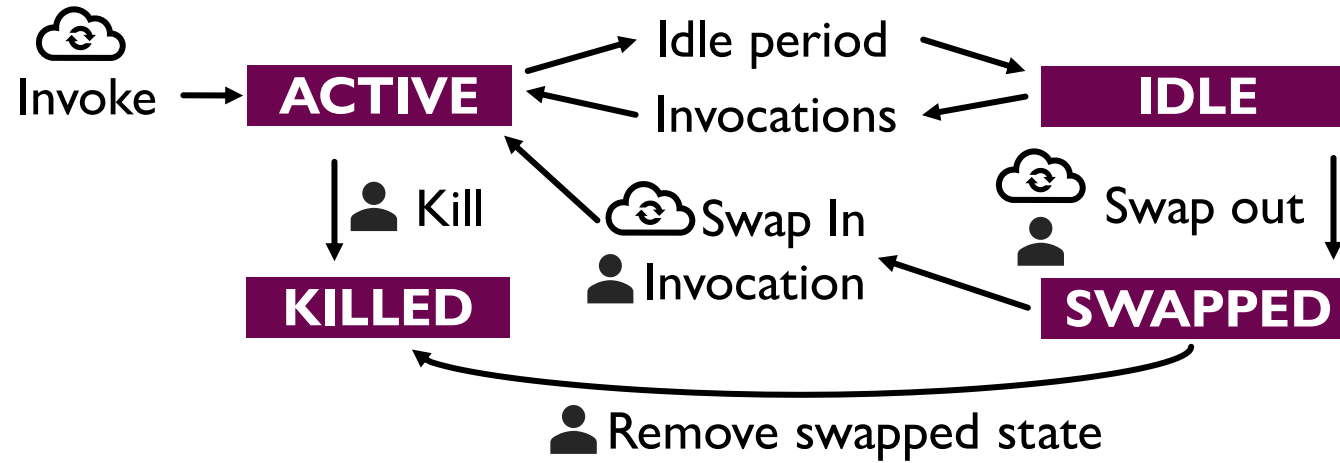 Idle period
Invoke
ACTIVE
IDLE
Invocations
Kill
Swap In
Swap out
Invocation
KILLED
SWAPPED
Remove swapped state